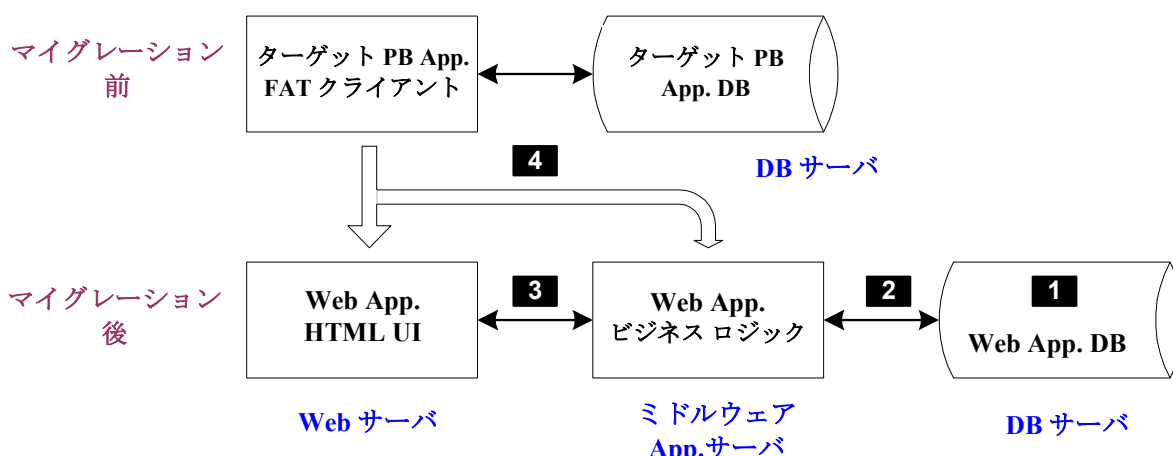 マイグレーション
前
ターゲット PB App.
FAT クライアント
ターゲット PB
App. DB
DB サーバ
4
マイグレーション
後
Web App.
HTML UI
3
Web App.
ビジネス ロジック
2
1
Web App. DB
Web サーバ
ミドルウェア
App.サーバ
DB サーバ